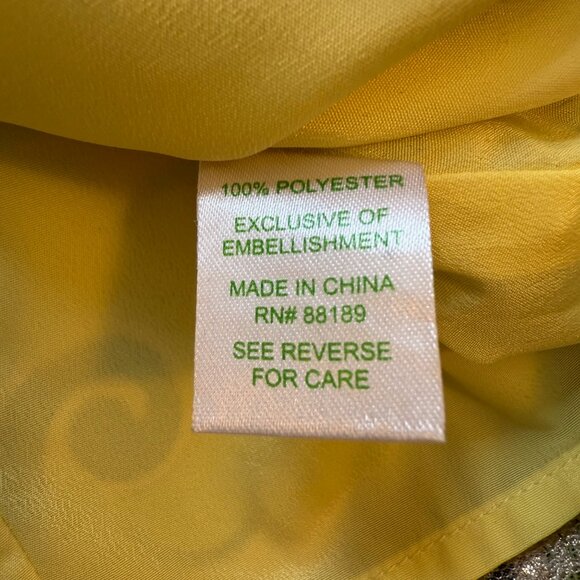 100% POLYESTER
EXCLUSIVE OF
EMBELLISHMENT
MADE IN CHINA
RN# 88189
SEE REVERSE
FOR CARE